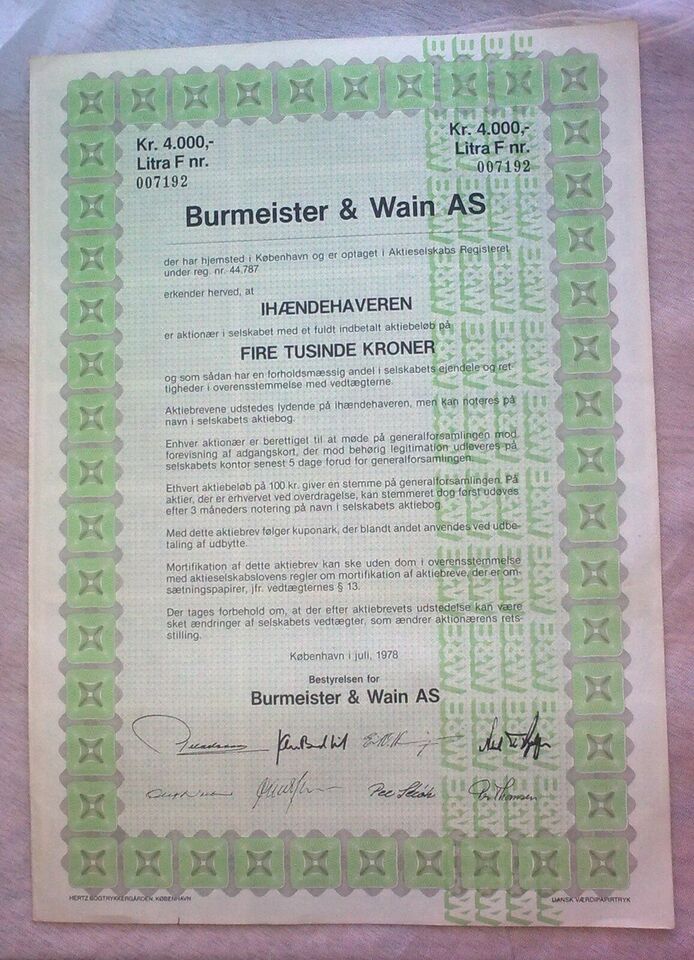 Kr. 4.000,-
Litra F nr.
007192
Kr. 4.000,-
Litra F nr.
007192
Burmeister & Wain AS
der har hjemsted i København og er optaget i Aktieselskabs Registeret
under reg. nr. 44.787
erkender herved, at
IHÆNDEHAVEREN
er aktionær i selskabet med et fuldt indbetalt aktiebeløb på
FIRE TUSINDE KRONER
og som sådan har en forholdsmæssig andel i selskabets ejendele og ret-
tigheder i overensstemmelse med vedtægterne.
Aktiebrevene udstedes lydende på ihændehaveren, men kan noteres på
navn i selskabets aktiebog.
Enhver aktionær er berettiget til at møde på generalforsamlingen mod
forevisning af adgangskort, der mod behørig legitimation udleveres på
selskabets kontor senest 5 dage forud for generalforsamlingen.
Ethvert aktiebeløb på 100 kr. giver en stemme på generalforsamlingen. På
aktier, der er erhvervet ved overdragelse, kan stemmeret dog først udøves
efter 3 måneders notering på navn i selskabets aktiebog.
Med dette aktiebrev følger kuponark, der blandt andet anvendes ved udbe-
taling af udbytte.
Mortifikation af dette aktiebrev kan ske uden dom i overensstemmelse
med aktieselskabslovens regler om mortifikation af aktiebreve, der er om-
sætningspapirer, jfr. vedtægternes § 13.
Der tages forbehold om, at der efter aktiebrevets udstedelse kan være
sket ændringer af selskabets vedtægter, som ændrer aktionærens rets-
stilling.
København i juli, 1978
Bestyrelsen for
Burmeister & Wain AS
HERTZ BOGTRYKKERGÅRDEN, KØBENHAVN
DANSK VÆRDIPAPIRTRYK